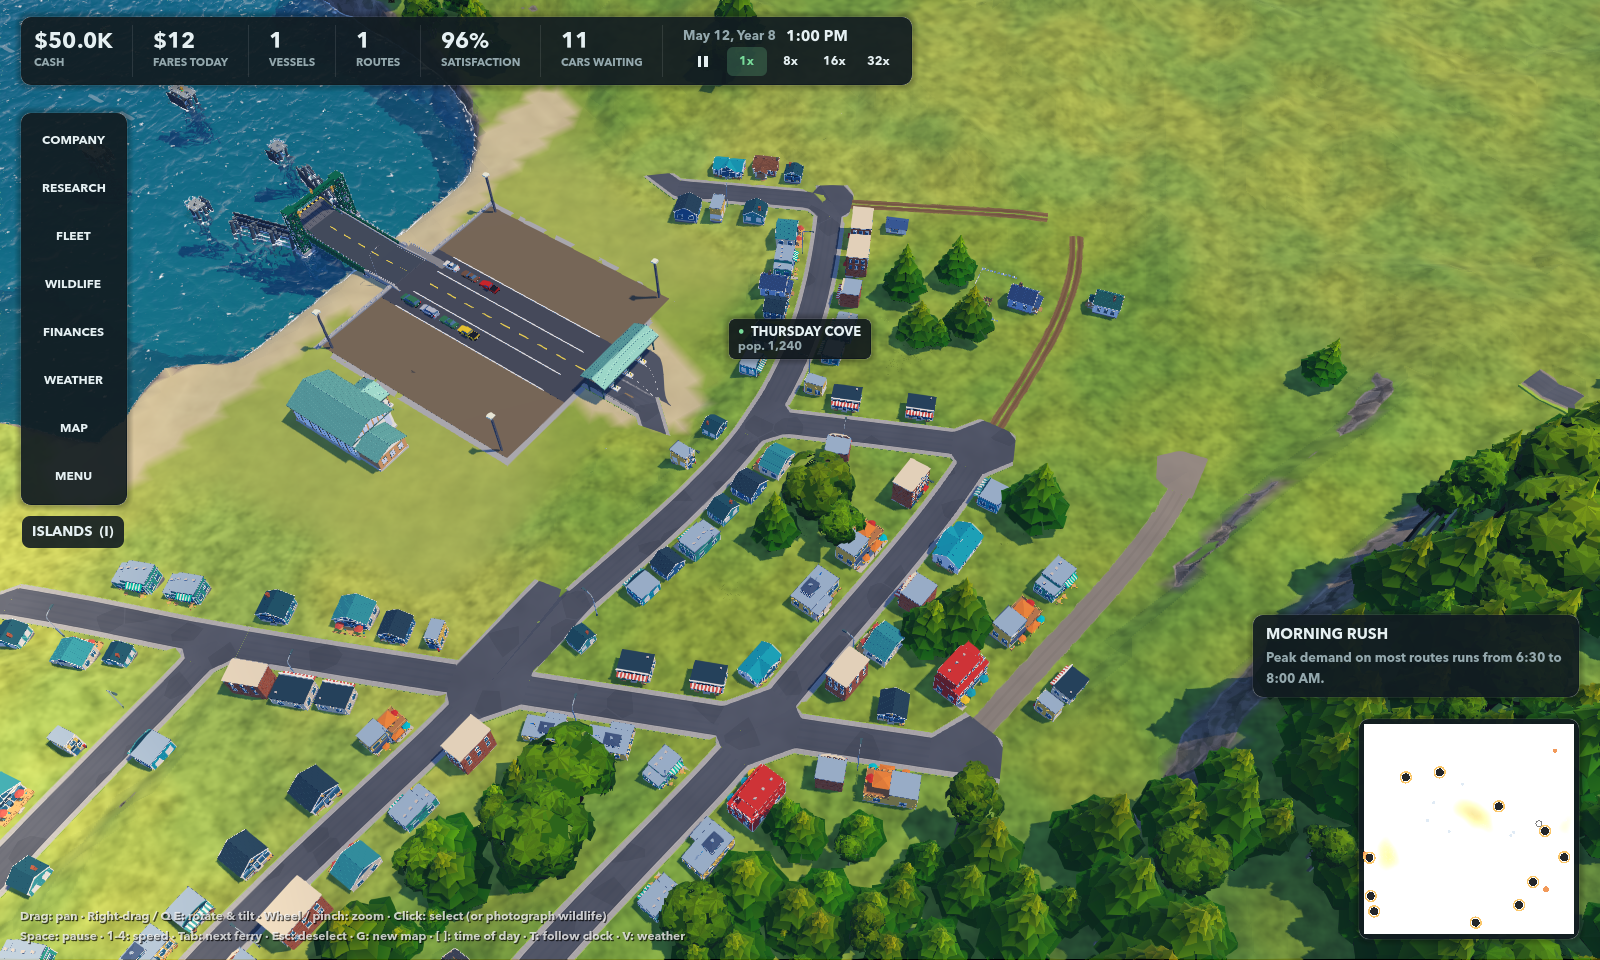 $50.0K
CASH
$12
FARES TODAY
1
VESSELS
1
ROUTES
96%
SATISFACTION
11
CARS WAITING
May 12, Year 8 1:00 PM
1x 8x 16x 32x
COMPANY
RESEARCH
FLEET
WILDLIFE
FINANCES
WEATHER
MAP
MENU
ISLANDS (I)
THURSDAY COVE
pop. 1,240
MORNING RUSH
Peak demand on most routes runs from 6:30 to
8:00 AM.
Drag: pan · Right-drag / Q E: rotate & tilt · Wheel / pinch: zoom · Click: select (or photograph wildlife)
Space: pause · 1-4: speed · Tab: next ferry · Esc: deselect · G: new map · [ ]: time of day · T: follow clock · V: weather